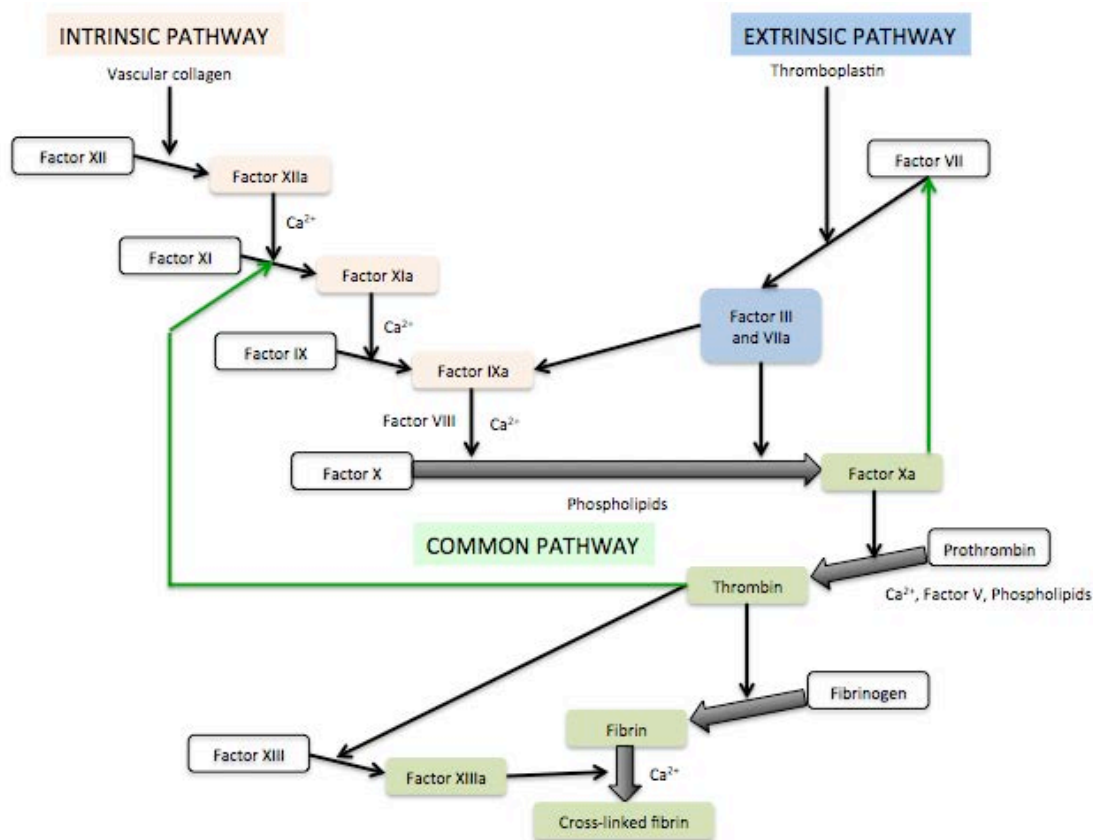 INTRINSIC PATHWAY
EXTRINSIC PATHWAY
Vascular collagen
Thromboplastin
Factor XII
Factor VII
Factor XIIa
Ca²⁺
Factor XI
Factor XIa
Ca²⁺
Factor III
and VIIa
Factor IX
Factor IXa
Factor VIII
Ca²⁺
Factor X
Factor Xa
Phospholipids
COMMON PATHWAY
Prothrombin
Thrombin
Ca²⁺, Factor V, Phospholipids
Fibrinogen
Fibrin
Factor XIII
Factor XIIIa
Ca²⁺
Cross-linked fibrin